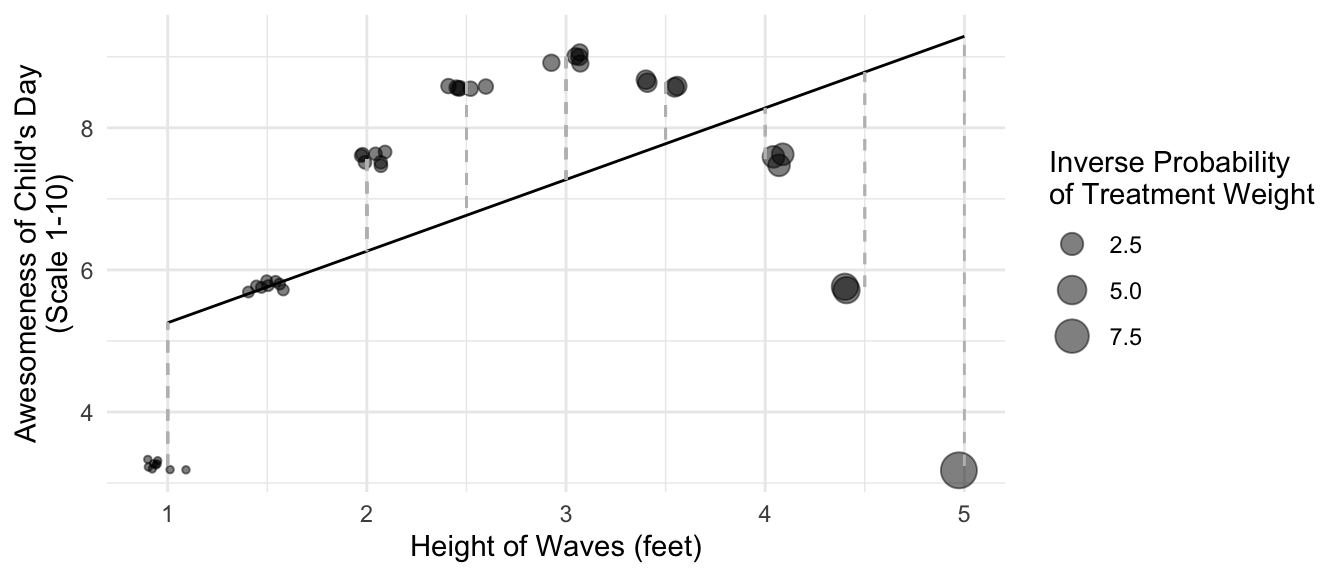 Awesomeness of Child's Day
(Scale 1-10)
8
6
4
1 2 3 4 5
Height of Waves (feet)
Inverse Probability
of Treatment Weight
2.5
5.0
7.5